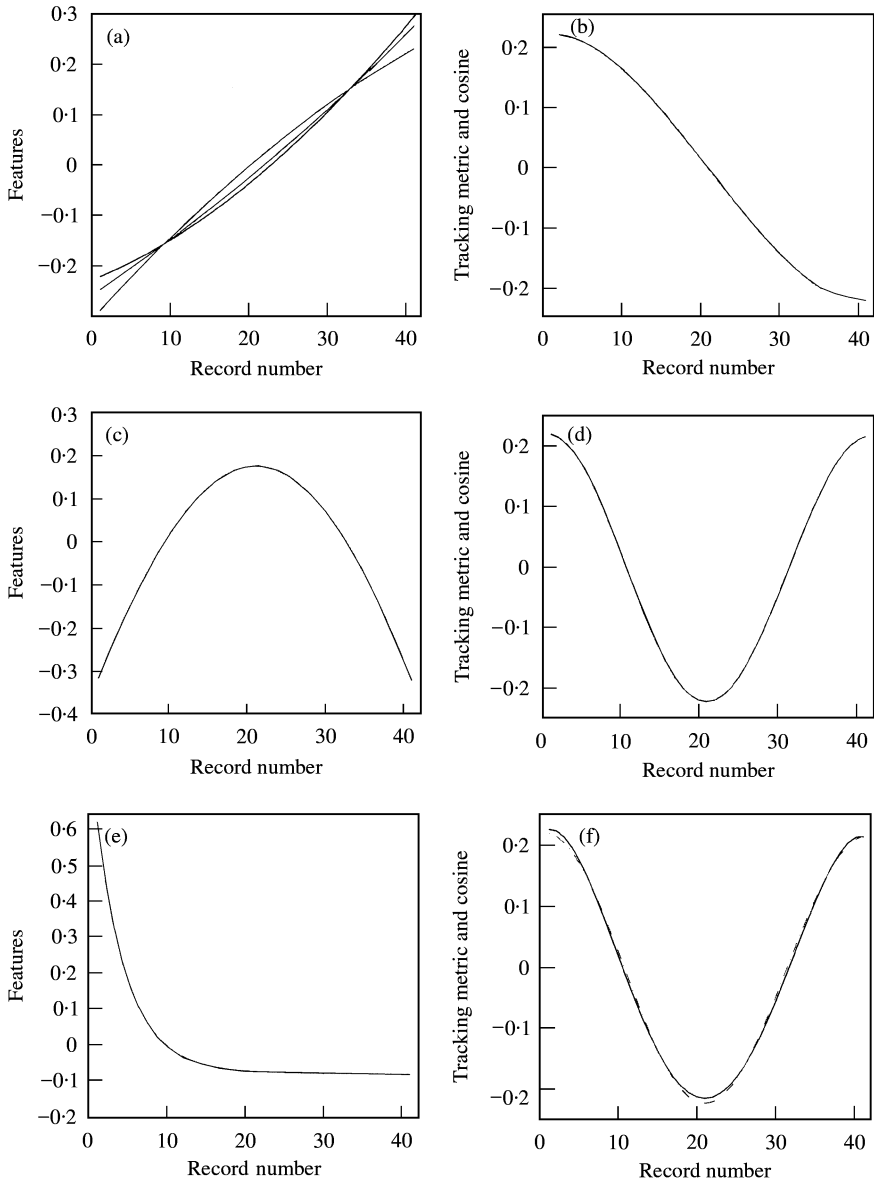 (a)
Features
0·3
0·2
0·1
0
−0·1
−0·2
0 10 20 30 40
Record number
(b)
Tracking metric and cosine
0·2
0·1
0
−0·1
−0·2
0 10 20 30 40
Record number
(c)
Features
0·3
0·2
0·1
0
−0·1
−0·2
−0·3
−0·4
0 10 20 30 40
Record number
(d)
Tracking metric and cosine
0·2
0·1
0
−0·1
−0·2
0 10 20 30 40
Record number
(e)
Features
0·6
0·5
0·4
0·3
0·2
0·1
0
−0·1
−0·2
0 10 20 30 40
Record number
(f)
Tracking metric and cosine
0·2
0·1
0
−0·1
−0·2
0 10 20 30 40
Record number